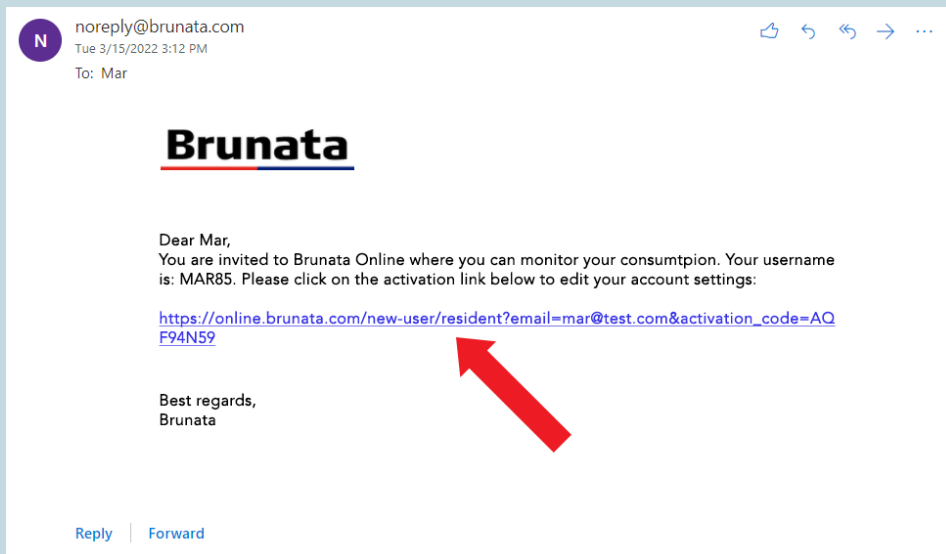 N
noreply@brunata.com
Tue 3/15/2022 3:12 PM
To: Mar
Brunata
Dear Mar,
You are invited to Brunata Online where you can monitor your consumtpion. Your username
is: MAR85. Please click on the activation link below to edit your account settings:
https://online.brunata.com/new-user/resident?email=mar@test.com&activation_code=AQ
F94N59
Best regards,
Brunata
Reply
Forward